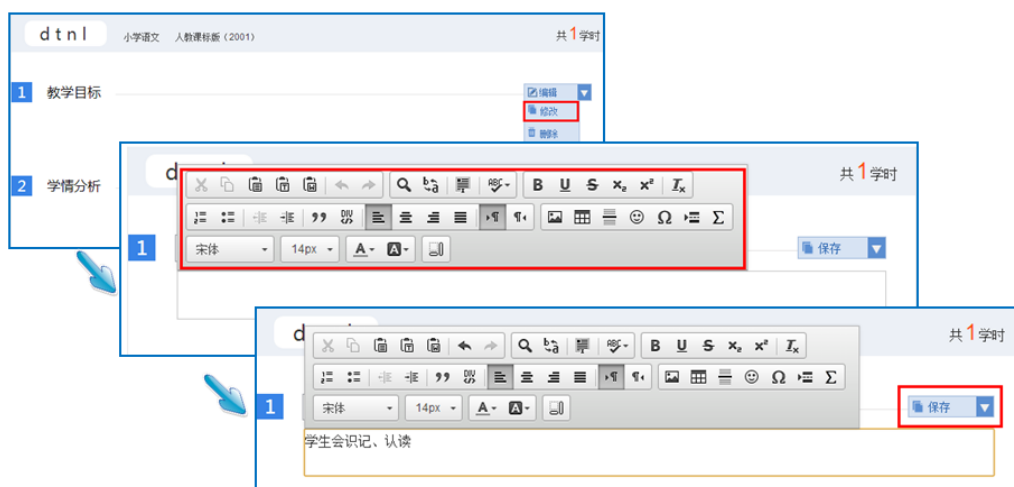 dtnl 小学语文 人教课标版（2001） 共1学时
1 教学目标 编辑
修改
删除
2 学情分析
d 共1学时
1 保存
宋体 14px
d 共1学时
宋体 14px
1 保存
学生会识记、认读